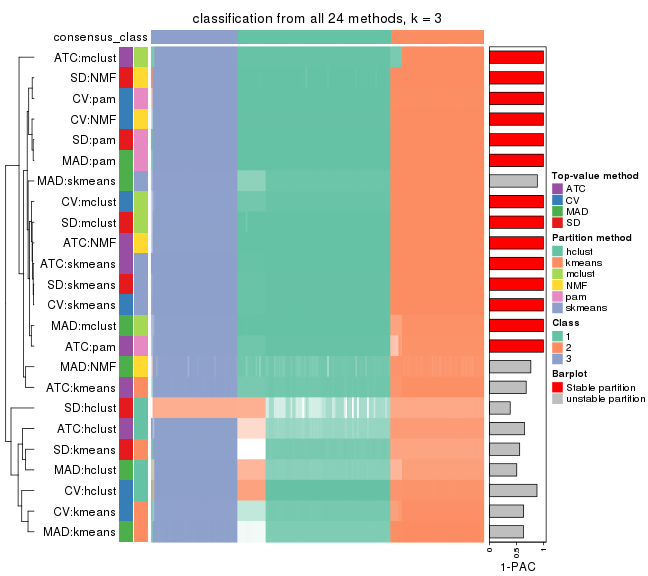 classification from all 24 methods, k = 3
consensus_class
ATC:mclust
SD:NMF
CV:pam
CV:NMF
SD:pam
MAD:pam
MAD:skmeans
CV:mclust
SD:mclust
ATC:NMF
ATC:skmeans
SD:skmeans
CV:skmeans
MAD:mclust
ATC:pam
MAD:NMF
ATC:kmeans
SD:hclust
ATC:hclust
SD:kmeans
MAD:hclust
CV:hclust
CV:kmeans
MAD:kmeans
0
0.5
1
1-PAC
Top-value method
ATC
CV
MAD
SD
Partition method
hclust
kmeans
mclust
NMF
pam
skmeans
Class
1
2
3
Barplot
Stable partition
unstable partition